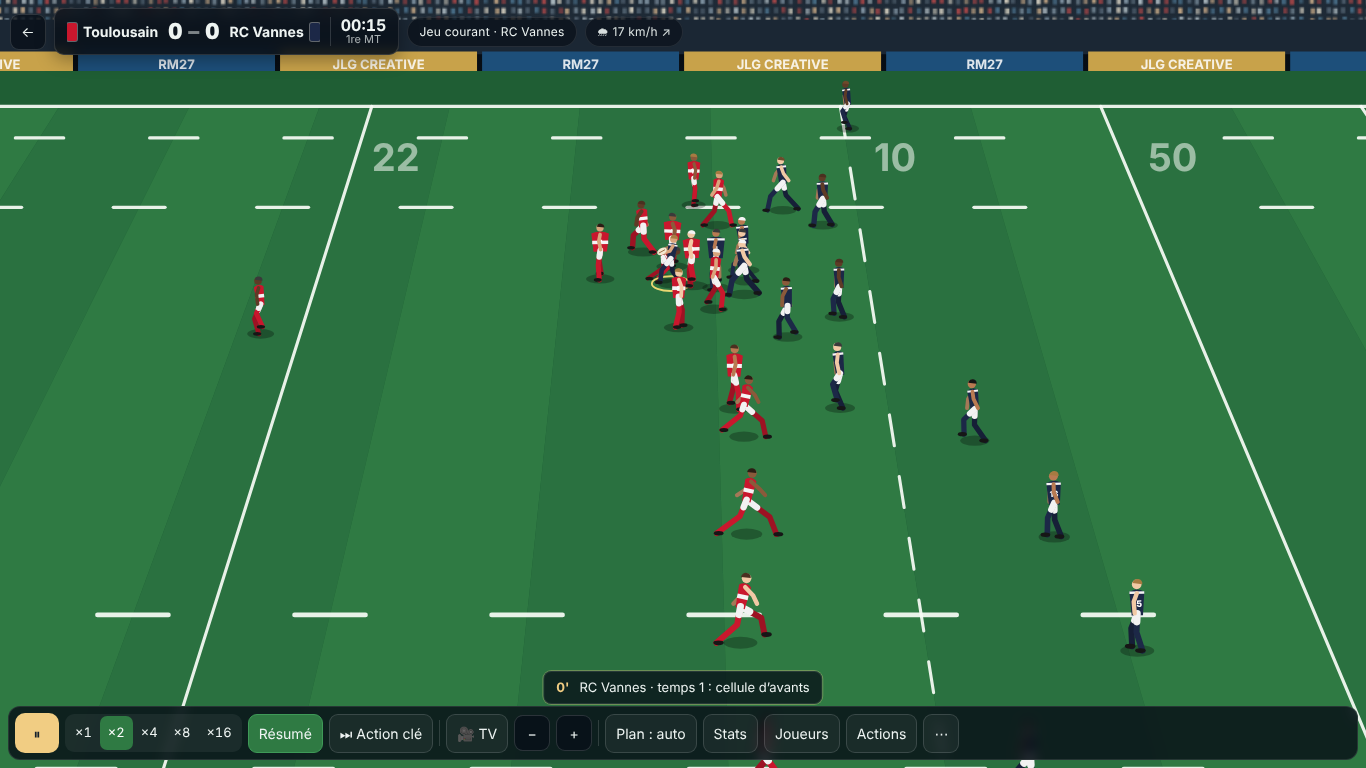 ←
Toulousain 0 – 0 RC Vannes
00:15
1re MT
Jeu courant · RC Vannes
17 km/h ↗
IVE
RM27
JLG CREATIVE
RM27
JLG CREATIVE
RM27
JLG CREATIVE
22
10
50
5
0' RC Vannes · temps 1 : cellule d’avants
×1 ×2 ×4 ×8 ×16
Résumé
Action clé
TV
−
+
Plan : auto
Stats
Joueurs
Actions
⋯